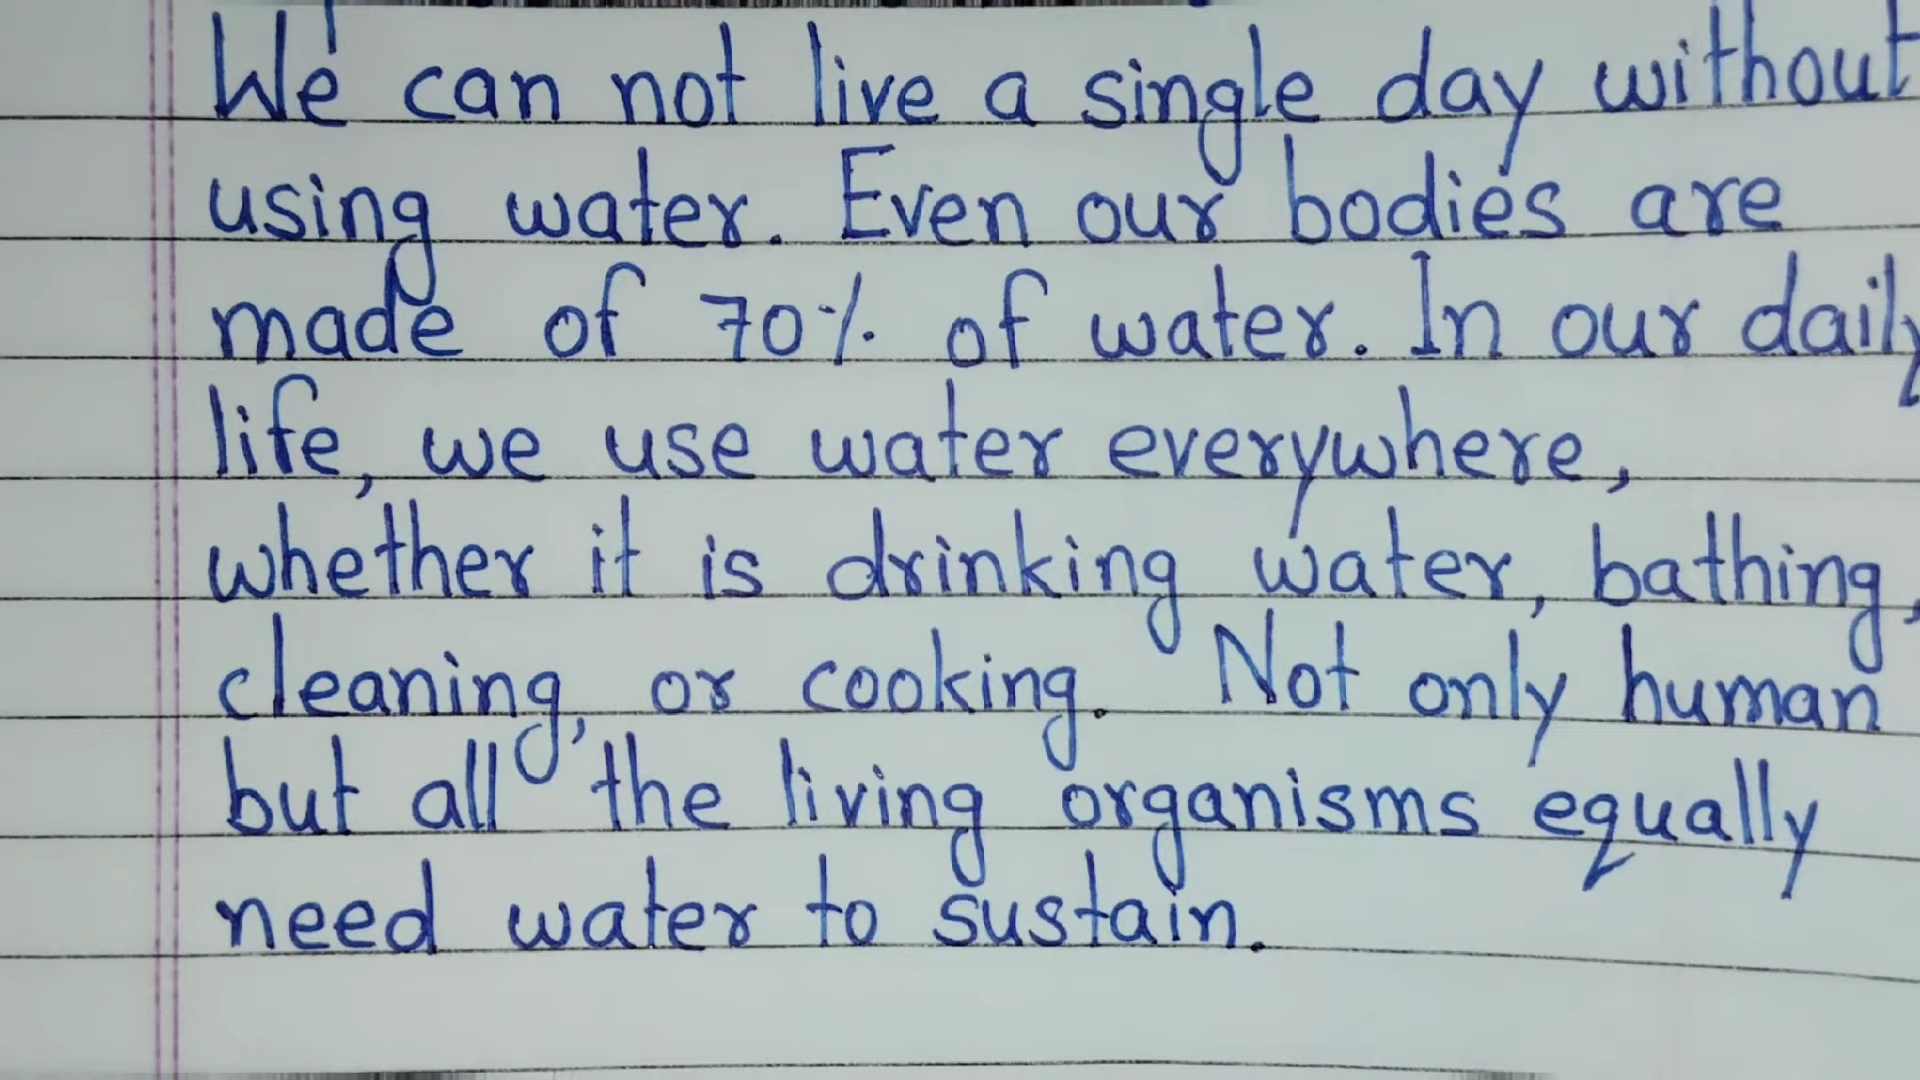 We can not live a single day without
using water. Even our bodies are
made of 70% of water. In our daily
life, we use water everywhere,
whether it is drinking water, bathing,
cleaning, or cooking. Not only human
but all the living organisms equally
need water to sustain.